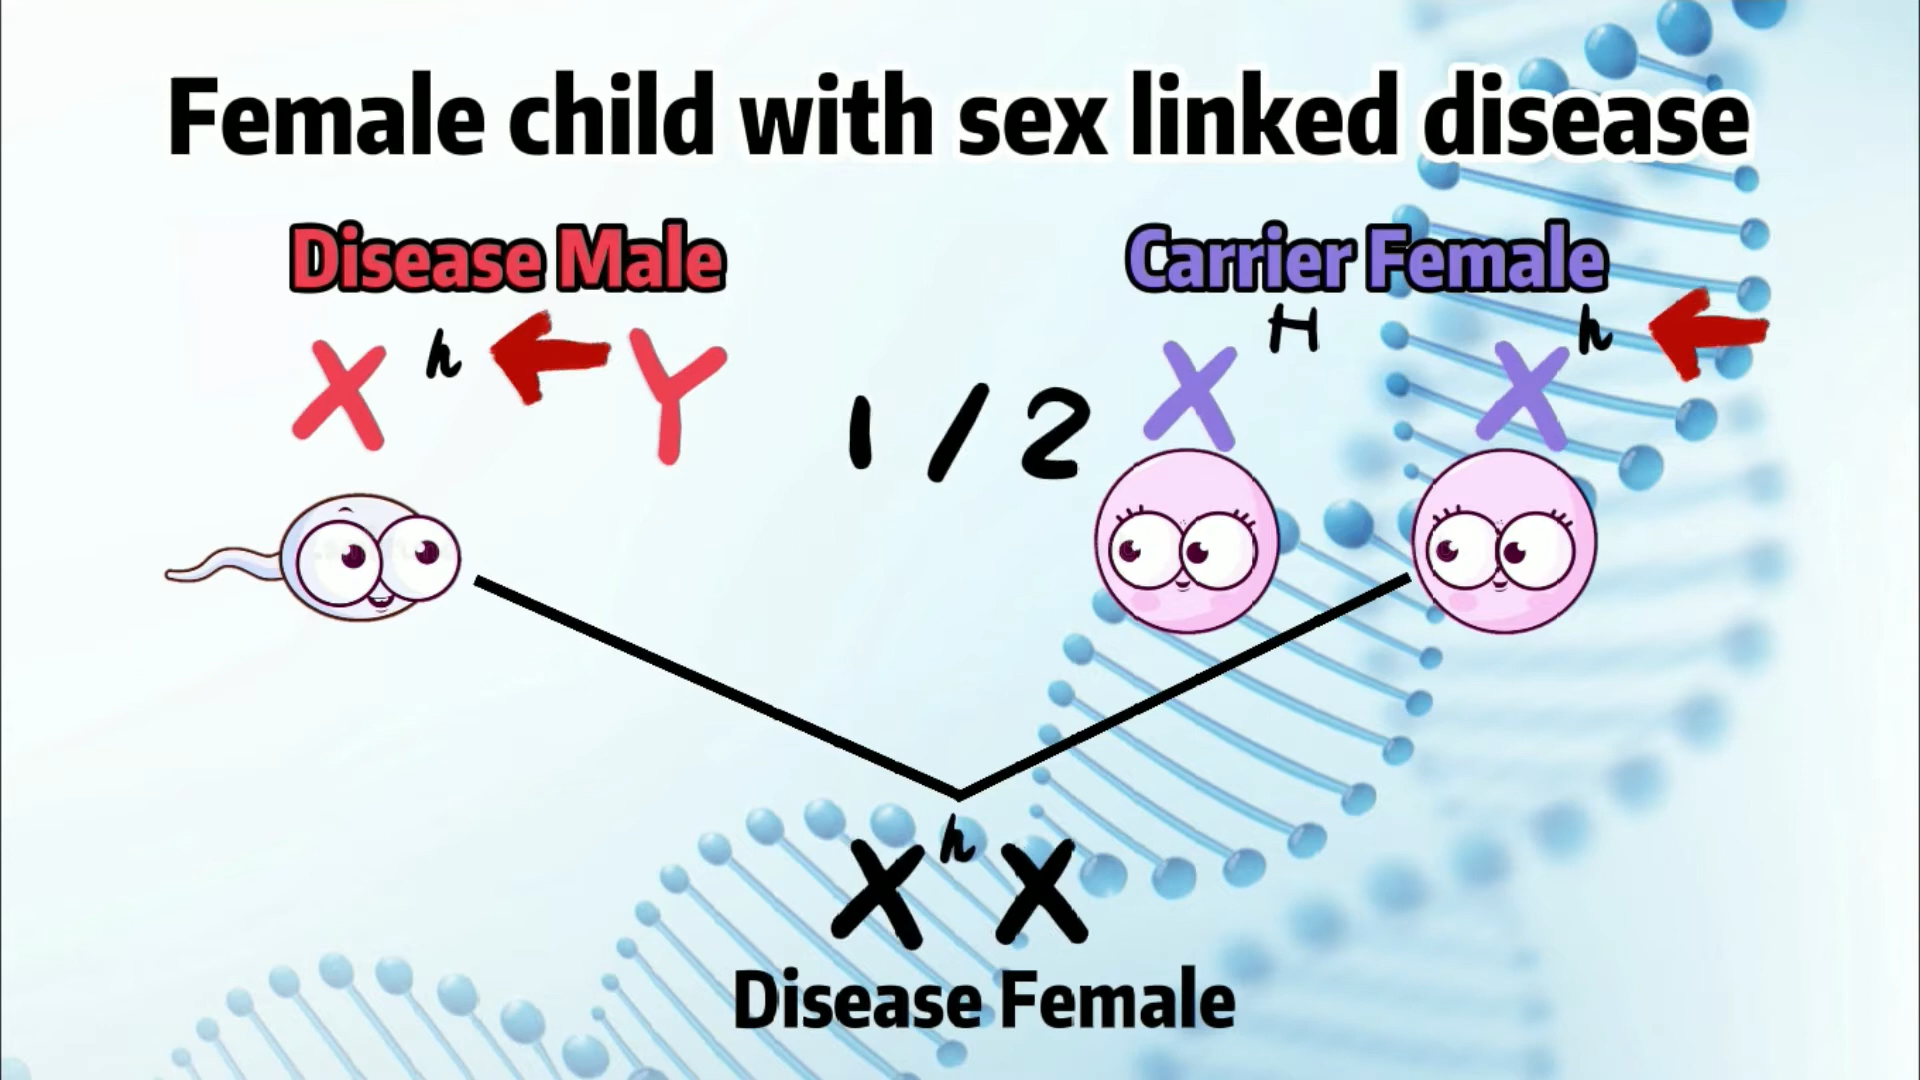 Female child with sex linked disease
Disease Male
Carrier Female
X h Y
1/2
X H X h
X h X
Disease Female